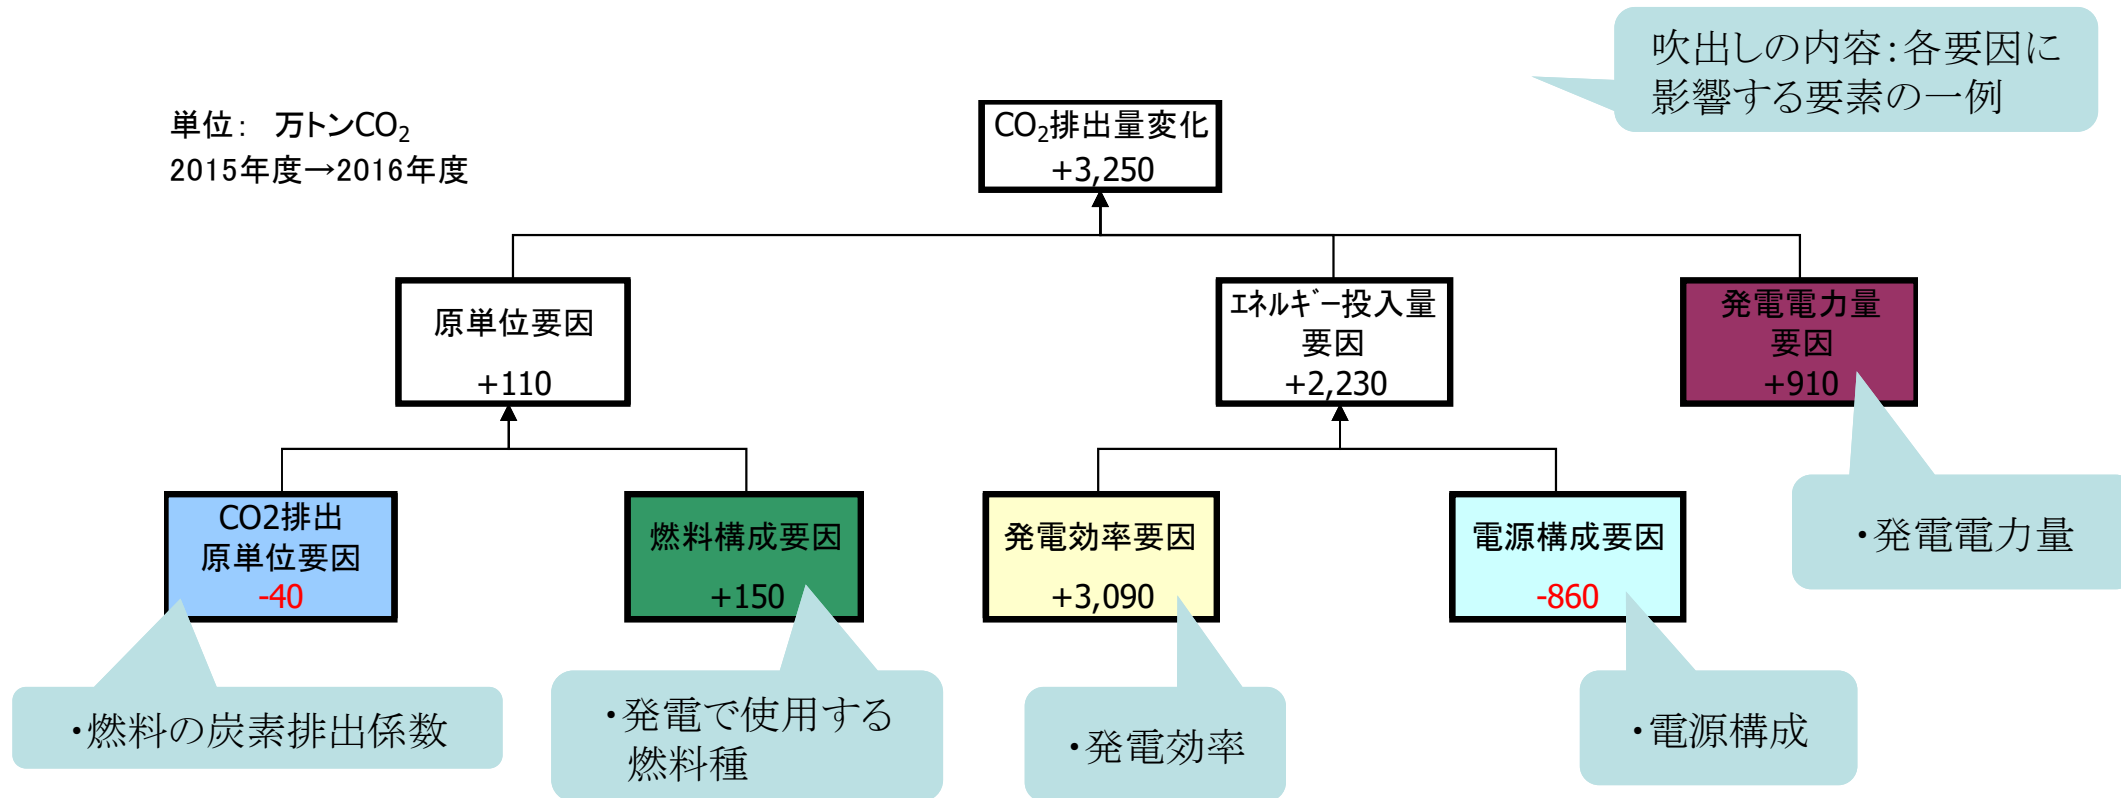 吹出しの内容：各要因に
影響する要素の一例
単位： 万トンCO₂
2015年度→2016年度
CO₂排出量変化
+3,250
原単位要因
+110
ｴﾈﾙｷﾞｰ投入量
要因
+2,230
発電電力量
要因
+910
CO2排出
原単位要因
-40
燃料構成要因
+150
発電効率要因
+3,090
電源構成要因
-860
・発電電力量
・燃料の炭素排出係数
・発電で使用する
燃料種
・発電効率
・電源構成